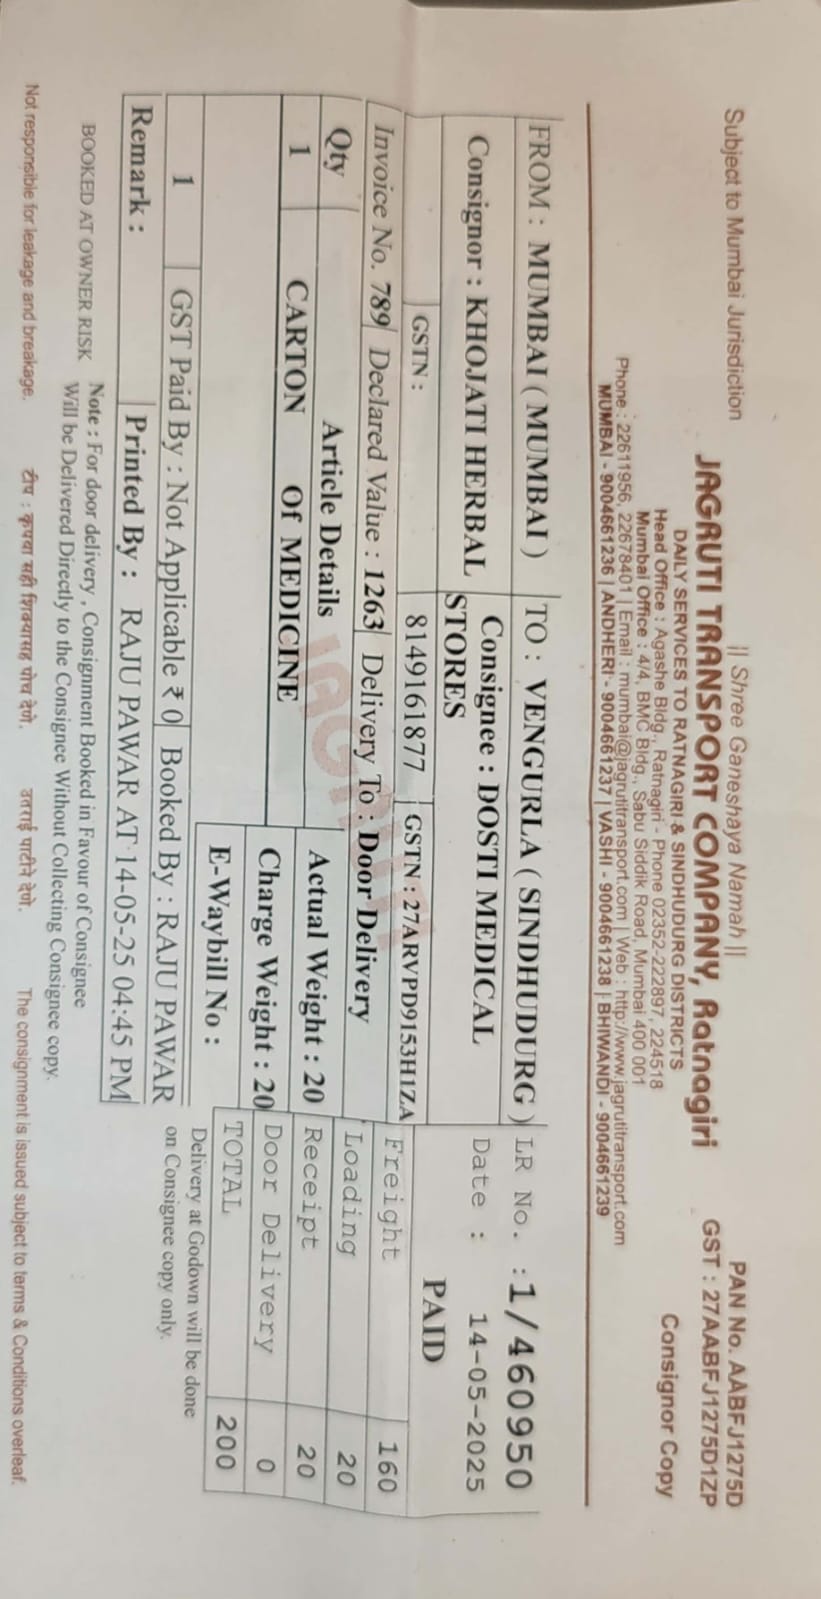 || Shree Ganeshaya Namah ||
Subject to Mumbai Jurisdiction
PAN No. AABFJ1275D
JAGRUTI TRANSPORT COMPANY, Ratnagiri
GST : 27AABFJ1275D1ZP
DAILY SERVICES TO RATNAGIRI & SINDHUDURG DISTRICTS
Head Office : Agashe Bldg., Ratnagiri - Phone 02352-222897, 224518
Consignor Copy
Mumbai Office : 4/4, BMC Bldg., Sabu Siddik Road, Mumbai 400 001
Phone : 22611956, 22678401 | Email : mumbai@jagrutitransport.com | Web : http://www.jagrutitransport.com
MUMBAI - 9004661236 | ANDHERI - 9004661237 | VASHI - 9004661238 | BHIWANDI - 9004661239
FROM : MUMBAI ( MUMBAI ) TO : VENGURLA ( SINDHUDURG ) LR No. : 1/460950
Consignor : KHOJATI HERBAL Consignee : DOSTI MEDICAL STORES Date : 14-05-2025
GSTN : 8149161877 GSTN : 27ARVPD9153H1ZA PAID
Invoice No. 789 Declared Value : 1263 Delivery To : Door Delivery Freight 160
Qty Article Details Actual Weight : 20 Loading 20
1 CARTON Of MEDICINE Charge Weight : 20 Receipt 20
E-Waybill No : Door Delivery 0
TOTAL 200
JAGRUTI
1 GST Paid By : Not Applicable ₹ 0 Booked By : RAJU PAWAR
Remark : Printed By : RAJU PAWAR AT 14-05-25 04:45 PM
Delivery at Godown will be done
on Consignee copy only.
BOOKED AT OWNER RISK
Note : For door delivery , Consignment Booked in Favour of Consignee
Will be Delivered Directly to the Consignee Without Collecting Consignee copy.
Not responsible for leakage and breakage. टीप : कृपया सही शिक्क्यासह पोच देणे. उतराई पार्टीने देणे. The consignment is issued subject to terms & Conditions overleaf.